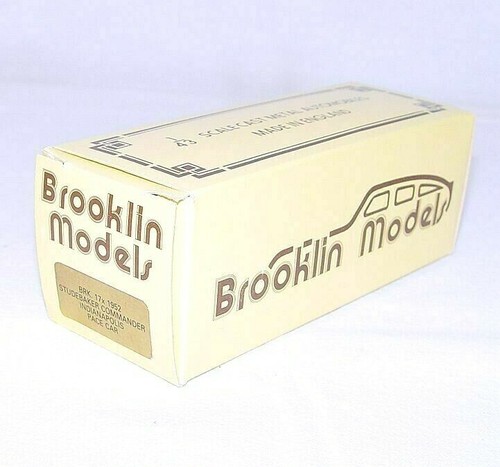 1/43 SCALE CAST METAL AUTOMOBILES
MADE IN ENGLAND
Brooklin
Models
BRK. 17x 1952
STUDEBAKER COMMANDER
INDIANAPOLIS
PACE CAR
Brooklin Models